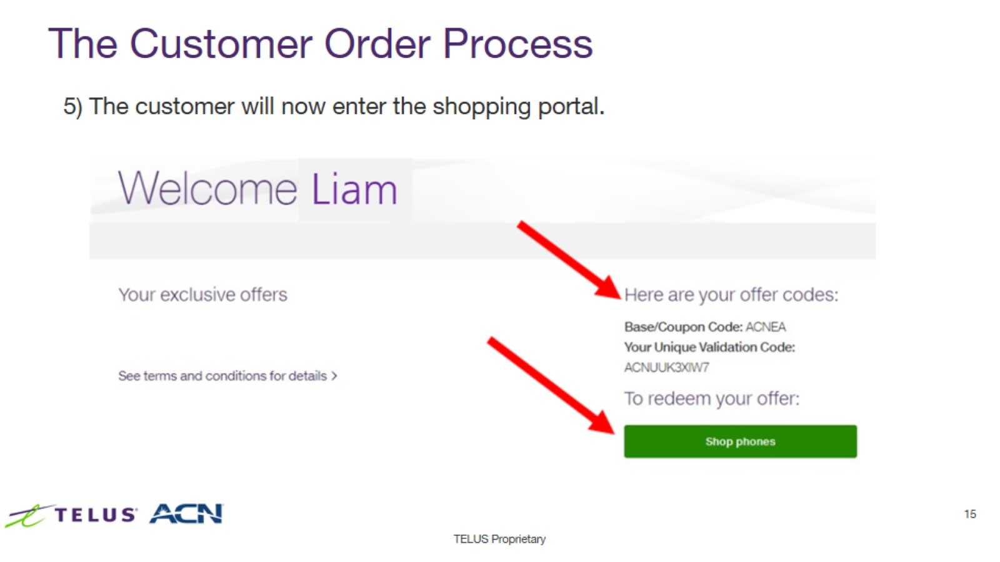 The Customer Order Process
5) The customer will now enter the shopping portal.
Welcome Liam
Your exclusive offers
See terms and conditions for details >
Here are your offer codes:
Base/Coupon Code: ACNEA
Your Unique Validation Code:
ACNUUK3XIW7
To redeem your offer:
Shop phones
TELUS ACN
15
TELUS Proprietary